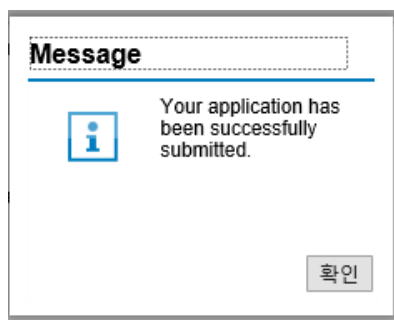 Message
Your application has
been successfully
submitted.
확인